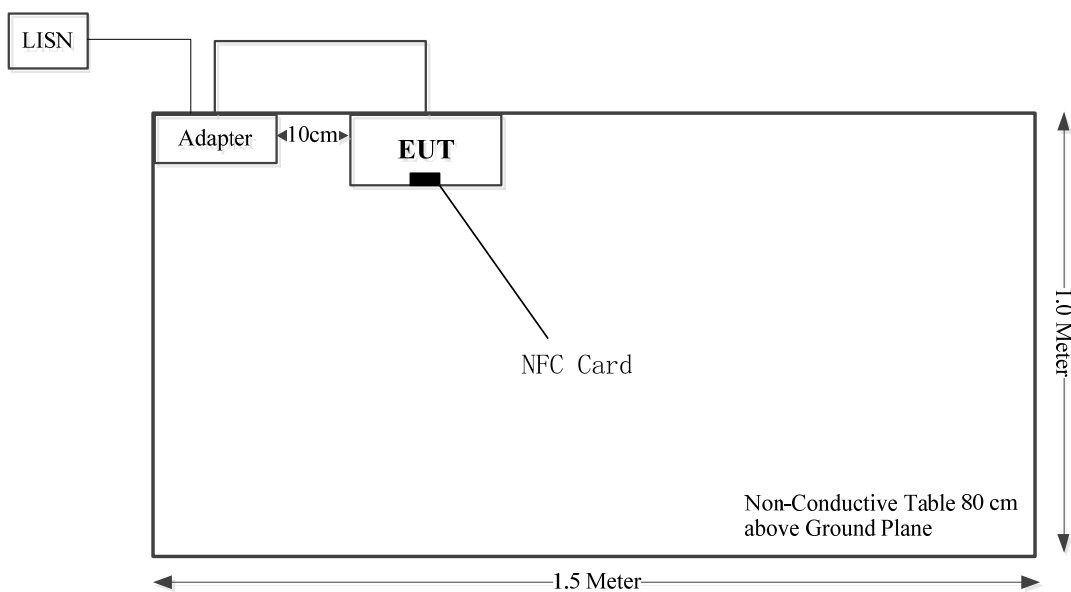 LISN
Adapter
10cm
EUT
NFC Card
1.0 Meter
Non-Conductive Table 80 cm
above Ground Plane
1.5 Meter